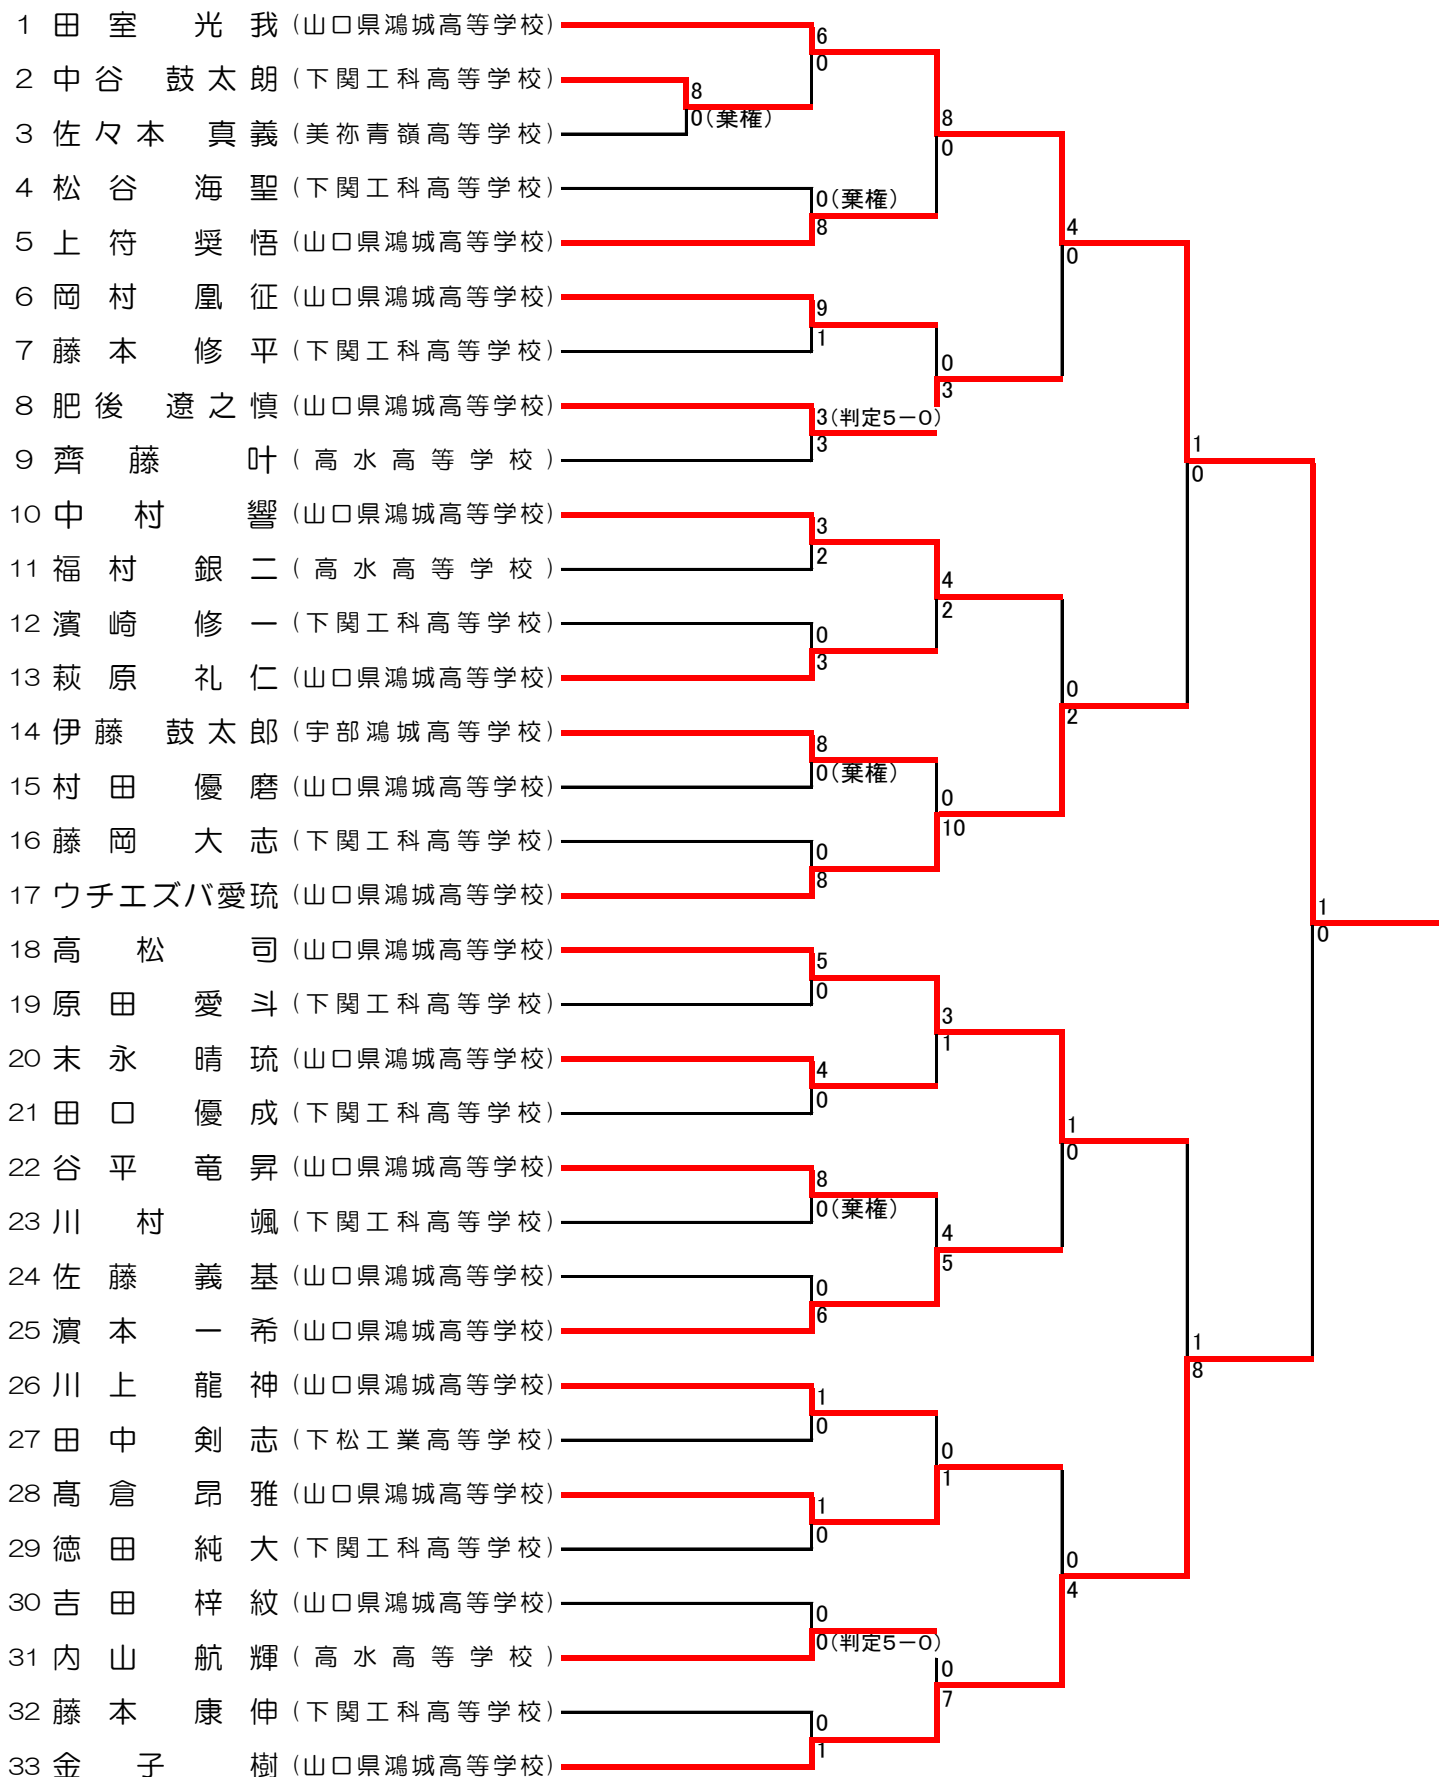 1 田室 光我 (山口県鴻城高等学校)
6
0
2 中谷 鼓太朗 (下関工科高等学校)
8
0(棄権)
3 佐々本 真義 (美祢青嶺高等学校)
8
0
4 松谷 海聖 (下関工科高等学校)
0(棄権)
8
5 上符 奨悟 (山口県鴻城高等学校)
4
0
6 岡村 凰征 (山口県鴻城高等学校)
9
1
7 藤本 修平 (下関工科高等学校)
0
3
8 肥後 遼之慎 (山口県鴻城高等学校)
3(判定5-0)
3
9 齊藤 叶 (高水高等学校)
1
0
10 中村 響 (山口県鴻城高等学校)
3
2
11 福村 銀二 (高水高等学校)
4
2
12 濱崎 修一 (下関工科高等学校)
0
3
13 萩原 礼仁 (山口県鴻城高等学校)
0
2
14 伊藤 鼓太郎 (宇部鴻城高等学校)
8
0(棄権)
15 村田 優磨 (山口県鴻城高等学校)
0
10
16 藤岡 大志 (下関工科高等学校)
0
8
17 ウチエズバ愛琉 (山口県鴻城高等学校)
1
0
18 高松 司 (山口県鴻城高等学校)
5
0
19 原田 愛斗 (下関工科高等学校)
3
1
20 末永 晴琉 (山口県鴻城高等学校)
4
0
21 田口 優成 (下関工科高等学校)
1
0
22 谷平 竜昇 (山口県鴻城高等学校)
8
0(棄権)
23 川村 颯 (下関工科高等学校)
4
5
24 佐藤 義基 (山口県鴻城高等学校)
0
6
25 濵本 一希 (山口県鴻城高等学校)
1
8
26 川上 龍神 (山口県鴻城高等学校)
1
0
27 田中 剣志 (下松工業高等学校)
0
1
28 髙倉 昂雅 (山口県鴻城高等学校)
1
0
29 徳田 純大 (下関工科高等学校)
0
4
30 吉田 梓紋 (山口県鴻城高等学校)
0
0(判定5-0)
31 内山 航輝 (高水高等学校)
0
7
32 藤本 康伸 (下関工科高等学校)
0
1
33 金子 樹 (山口県鴻城高等学校)